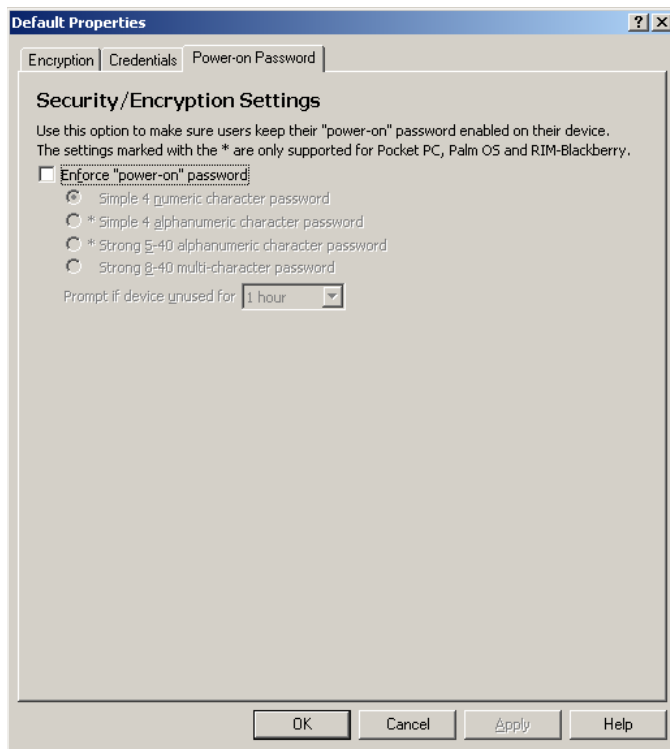 Default Properties
Encryption Credentials Power-on Password
Security/Encryption Settings
Use this option to make sure users keep their "power-on" password enabled on their device.
The settings marked with the * are only supported for Pocket PC, Palm OS and RIM-Blackberry.
Enforce "power-on" password
Simple 4 numeric character password
* Simple 4 alphanumeric character password
* Strong 5-40 alphanumeric character password
Strong 8-40 multi-character password
Prompt if device unused for 1 hour
OK Cancel Apply Help